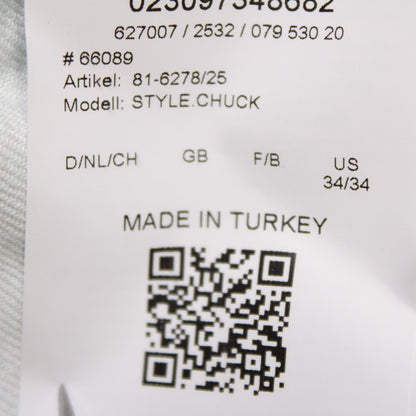 023097348682
627007 / 2532 / 079 530 20
# 66089
Artikel: 81-6278/25
Modell: STYLE.CHUCK
D/NL/CH GB F/B US
34/34
MADE IN TURKEY